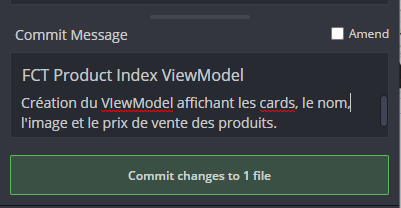 Commit Message
Amend
FCT Product Index ViewModel
Création du VIewModel affichant les cards, le nom,
l'image et le prix de vente des produits.
Commit changes to 1 file